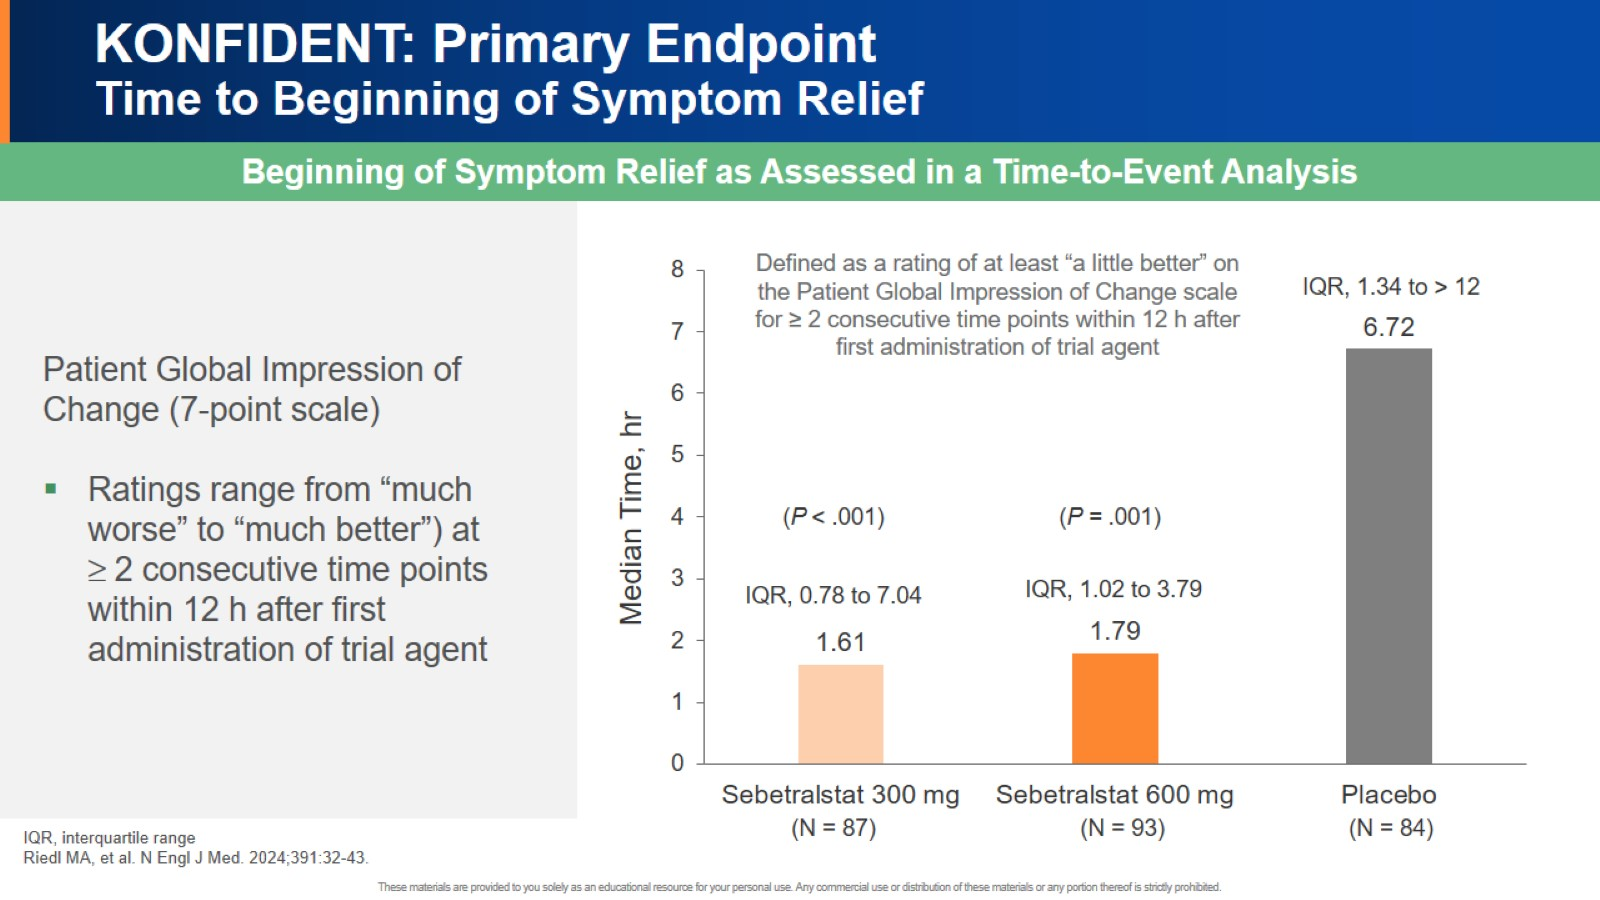 KONFIDENT: Primary Endpoint
Time to Beginning of Symptom Relief
Beginning of Symptom Relief as Assessed in a Time-to-Event Analysis
Patient Global Impression of
Change (7-point scale)
▪ Ratings range from “much
worse” to “much better”) at
≥ 2 consecutive time points
within 12 h after first
administration of trial agent
Defined as a rating of at least “a little better” on
the Patient Global Impression of Change scale
for ≥ 2 consecutive time points within 12 h after
first administration of trial agent
Median Time, hr
8
7
6
5
4
3
2
1
0
(P < .001)
IQR, 0.78 to 7.04
1.61
(P = .001)
IQR, 1.02 to 3.79
1.79
IQR, 1.34 to > 12
6.72
Sebetralstat 300 mg
(N = 87)
Sebetralstat 600 mg
(N = 93)
Placebo
(N = 84)
IQR, interquartile range
Riedl MA, et al. N Engl J Med. 2024;391:32-43.
These materials are provided to you solely as an educational resource for your personal use. Any commercial use or distribution of these materials or any portion thereof is strictly prohibited.